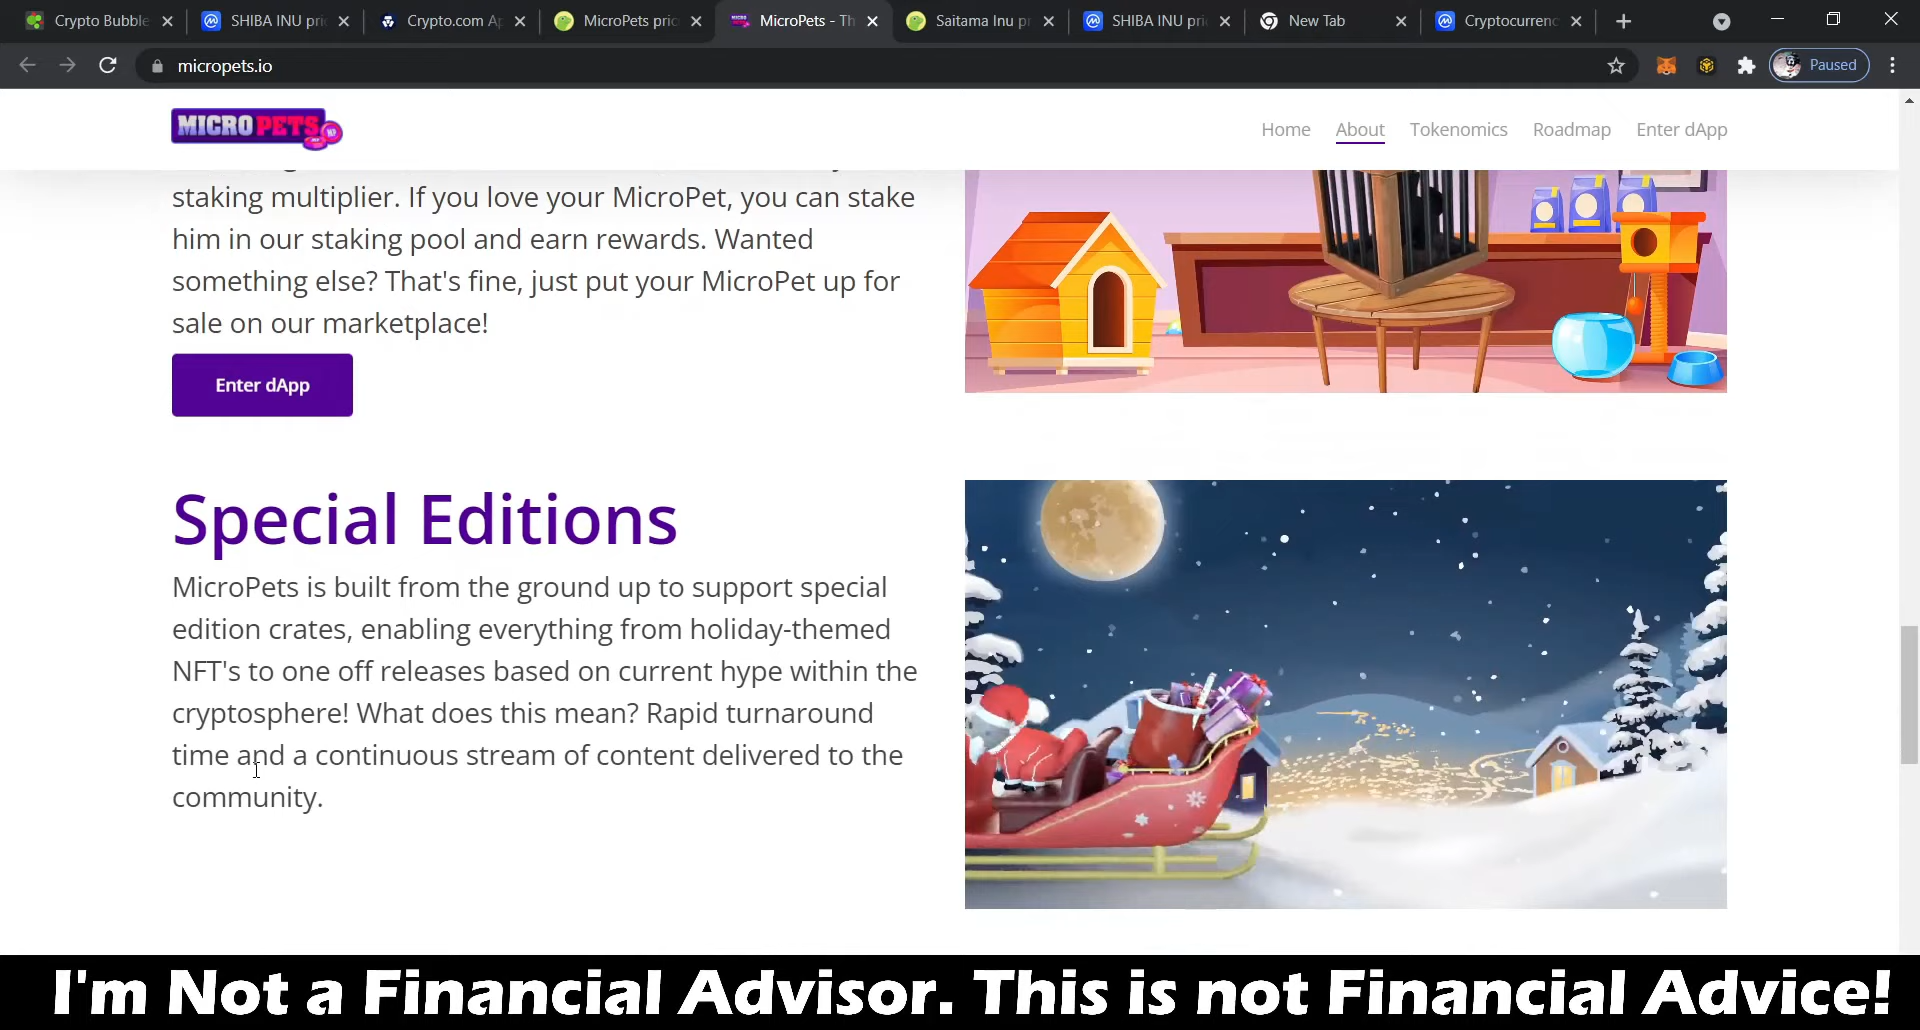 Crypto Bubble
SHIBA INU pri
Crypto.com Ap
MicroPets pric
MicroPets - Th
Saitama Inu pr
SHIBA INU pri
New Tab
Cryptocurrenc
micropets.io
Paused
MICROPETS
Home
About
Tokenomics
Roadmap
Enter dApp
staking multiplier. If you love your MicroPet, you can stake
him in our staking pool and earn rewards. Wanted
something else? That's fine, just put your MicroPet up for
sale on our marketplace!
Enter dApp
Special Editions
MicroPets is built from the ground up to support special
edition crates, enabling everything from holiday-themed
NFT's to one off releases based on current hype within the
cryptosphere! What does this mean? Rapid turnaround
time and a continuous stream of content delivered to the
community.
I'm Not a Financial Advisor. This is not Financial Advice!